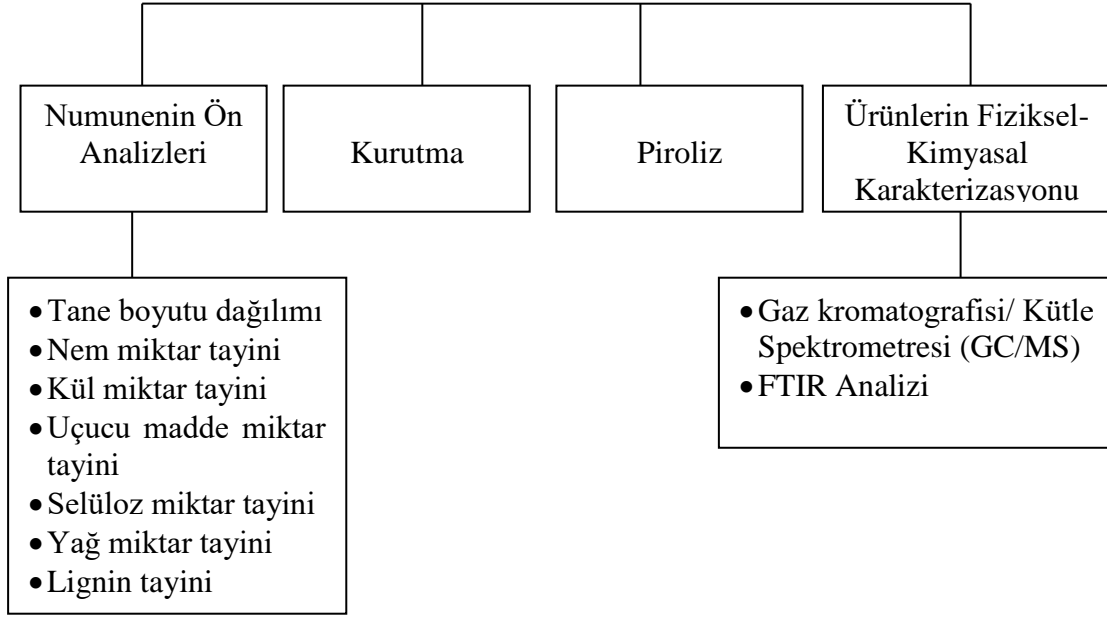 Numunenin Ön
Analizleri
Kurutma
Piroliz
Ürünlerin Fiziksel-
Kimyasal
Karakterizasyonu
•Tane boyutu dağılımı
•Nem miktar tayini
•Kül miktar tayini
•Uçucu madde miktar
tayini
•Selüloz miktar tayini
•Yağ miktar tayini
•Lignin tayini
•Gaz kromatografisi/ Kütle
Spektrometresi (GC/MS)
•FTIR Analizi